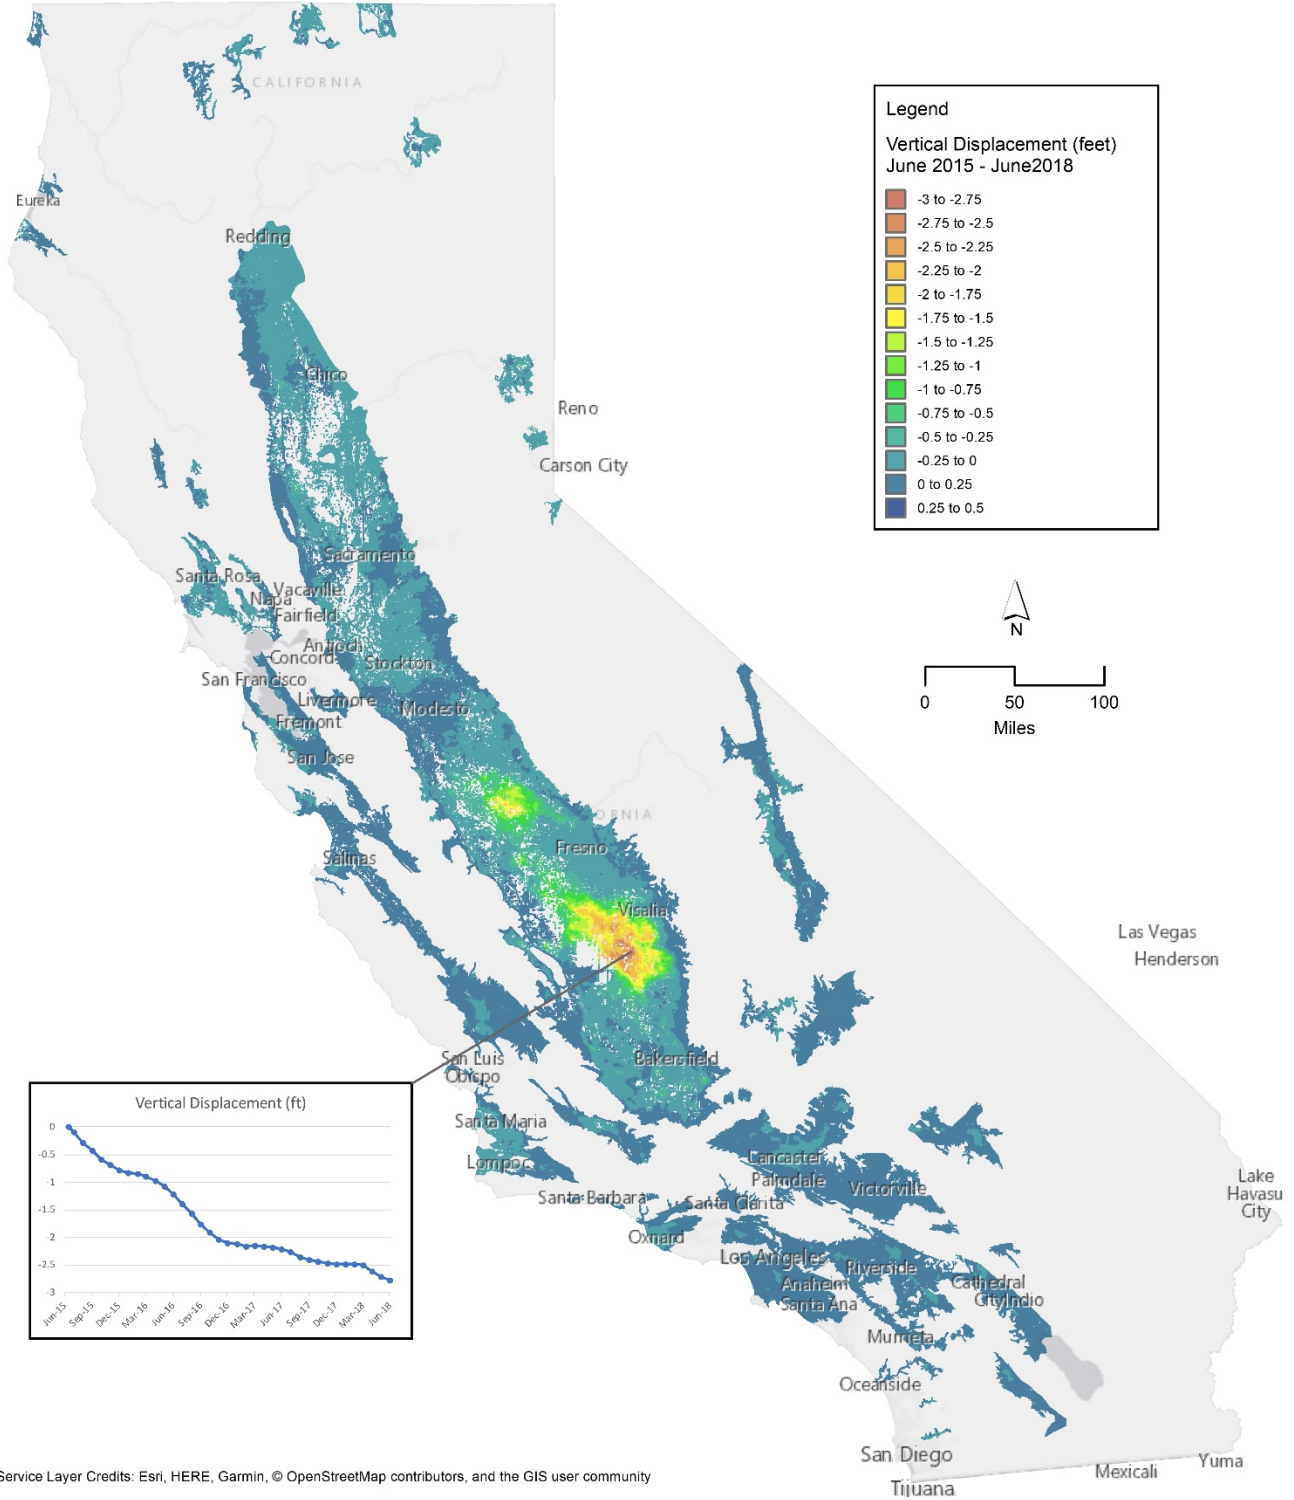 CALIFORNIA
Eureka
Redding
Chico
Reno
Carson City
Sacramento
Santa Rosa
Vacaville
Napa
Fairfield
Antioch
Concord
Stockton
San Francisco
Livermore
Modesto
Fremont
San Jose
ORNIA
Fresno
Salinas
Visalia
Las Vegas
Henderson
San Luis
Obispo
Bakersfield
Santa Maria
Lompoc
Lancaster
Palmdale
Victorville
Santa Barbara
Santa Clarita
Oxnard
Lake
Havasu
City
Los Angeles
Riverside
Anaheim
Santa Ana
Cathedral
City
Indio
Murrieta
Oceanside
San Diego
Tijuana
Mexicali
Yuma
Legend
Vertical Displacement (feet)
June 2015 - June2018
-3 to -2.75
-2.75 to -2.5
-2.5 to -2.25
-2.25 to -2
-2 to -1.75
-1.75 to -1.5
-1.5 to -1.25
-1.25 to -1
-1 to -0.75
-0.75 to -0.5
-0.5 to -0.25
-0.25 to 0
0 to 0.25
0.25 to 0.5
N
0 50 100
Miles
Vertical Displacement (ft)
0
-0.5
-1
-1.5
-2
-2.5
-3
Jun-15 Sep-15 Dec-15 Mar-16 Jun-16 Sep-16 Dec-16 Mar-17 Jun-17 Sep-17 Dec-17 Mar-18 Jun-18
Service Layer Credits: Esri, HERE, Garmin, © OpenStreetMap contributors, and the GIS user community